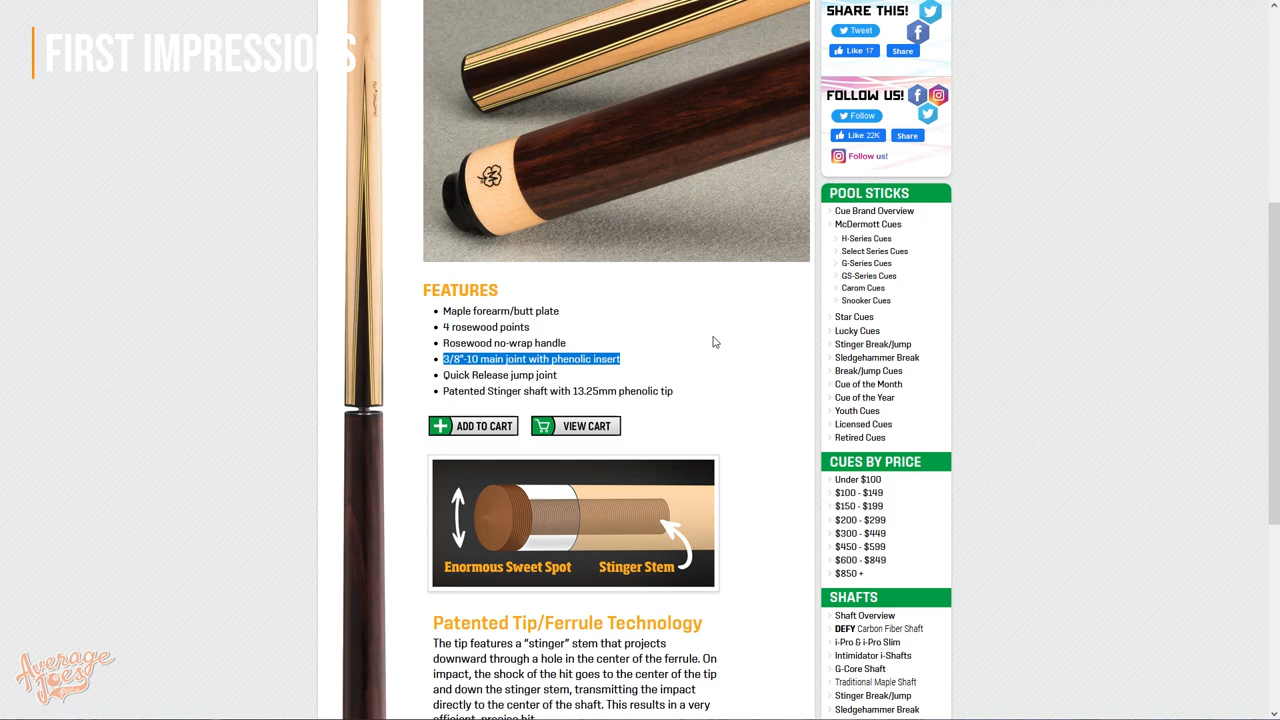 FIRST IMPRESSIONS
FEATURES
• Maple forearm/butt plate
• 4 rosewood points
• Rosewood no-wrap handle
• 3/8"-10 main joint with phenolic insert
• Quick Release jump joint
• Patented Stinger shaft with 13.25mm phenolic tip
ADD TO CART
VIEW CART
Enormous Sweet Spot
Stinger Stem
Patented Tip/Ferrule Technology
The tip features a “stinger” stem that projects
downward through a hole in the center of the ferrule. On
impact, the shock of the hit goes to the center of the tip
and down the stinger stem, transmitting the impact
directly to the center of the shaft. This results in a very
efficient, precise hit.
SHARE THIS!
Tweet
Like 17
Share
FOLLOW US!
Follow
Like 22K
Share
Follow us!
POOL STICKS
Cue Brand Overview
McDermott Cues
H-Series Cues
Select Series Cues
G-Series Cues
GS-Series Cues
Carom Cues
Snooker Cues
Star Cues
Lucky Cues
Stinger Break/Jump
Sledgehammer Break
Break/Jump Cues
Cue of the Month
Cue of the Year
Youth Cues
Licensed Cues
Retired Cues
CUES BY PRICE
Under $100
$100 - $149
$150 - $199
$200 - $299
$300 - $449
$450 - $599
$600 - $849
$850 +
SHAFTS
Shaft Overview
DEFY Carbon Fiber Shaft
i-Pro & i-Pro Slim
Intimidator i-Shafts
G-Core Shaft
Traditional Maple Shaft
Stinger Break/Jump
Sledgehammer Break
Average
Joes